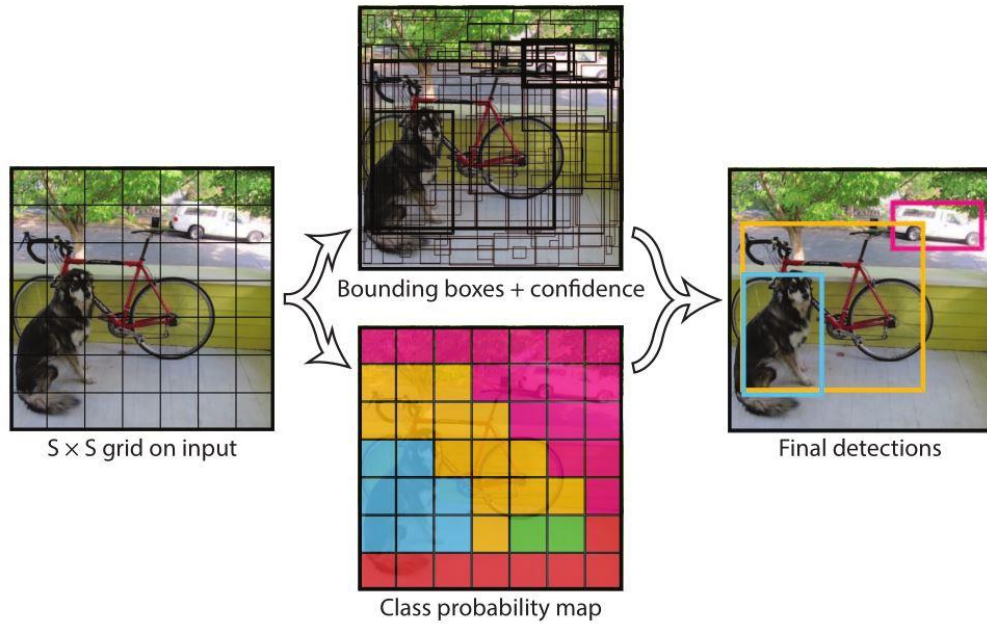 Bounding boxes + confidence
S × S grid on input
Final detections
Class probability map